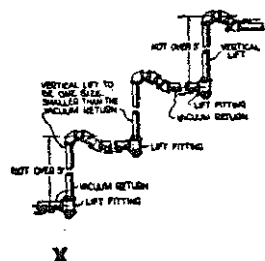 NOT OVER 5'
VERTICAL
LIFT
VERTICAL LIFT TO
BE ONE SIZE
SMALLER THAN THE
VACUUM RETURN
LIFT FITTING
VACUUM RETURN
LIFT FITTING
NOT OVER 5'
VACUUM RETURN
LIFT FITTING
X